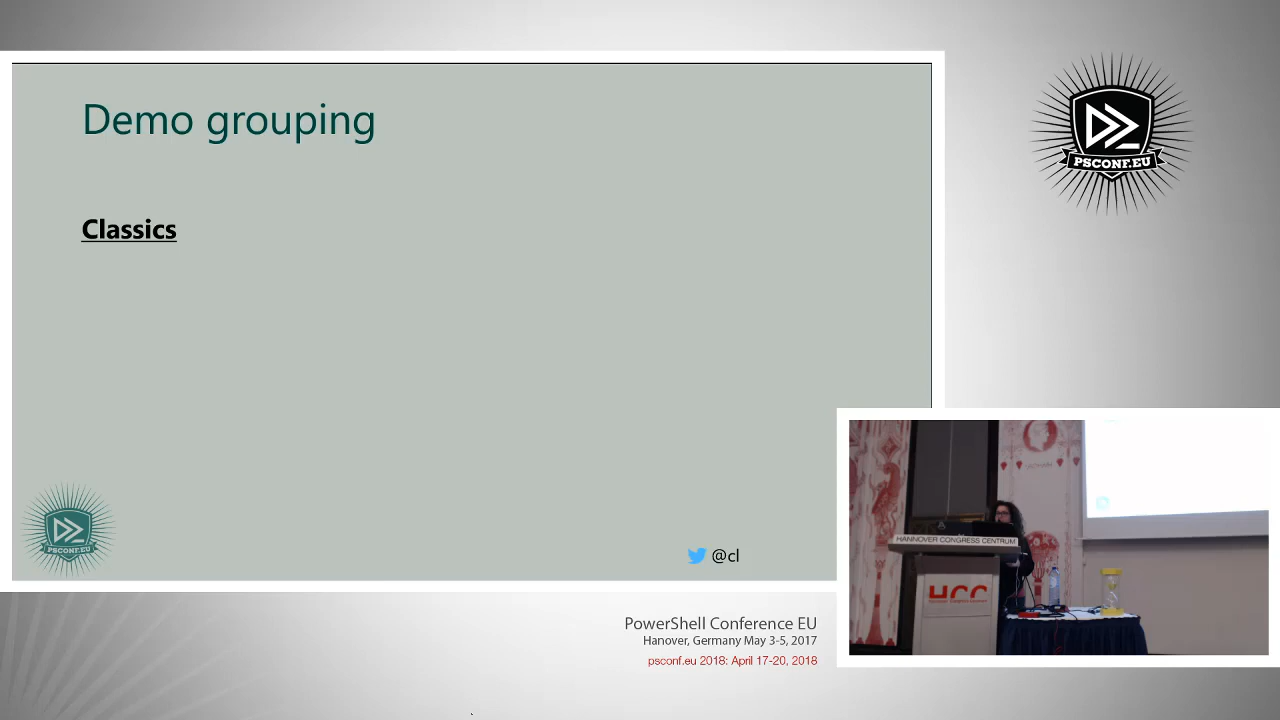 Demo grouping
Classics
PSCONF.EU
PSCONF.EU
@cl
HANNOVER CONGRESS CENTRUM
HCC
PowerShell Conference EU
Hanover, Germany May 3-5, 2017
psconf.eu 2018: April 17-20, 2018